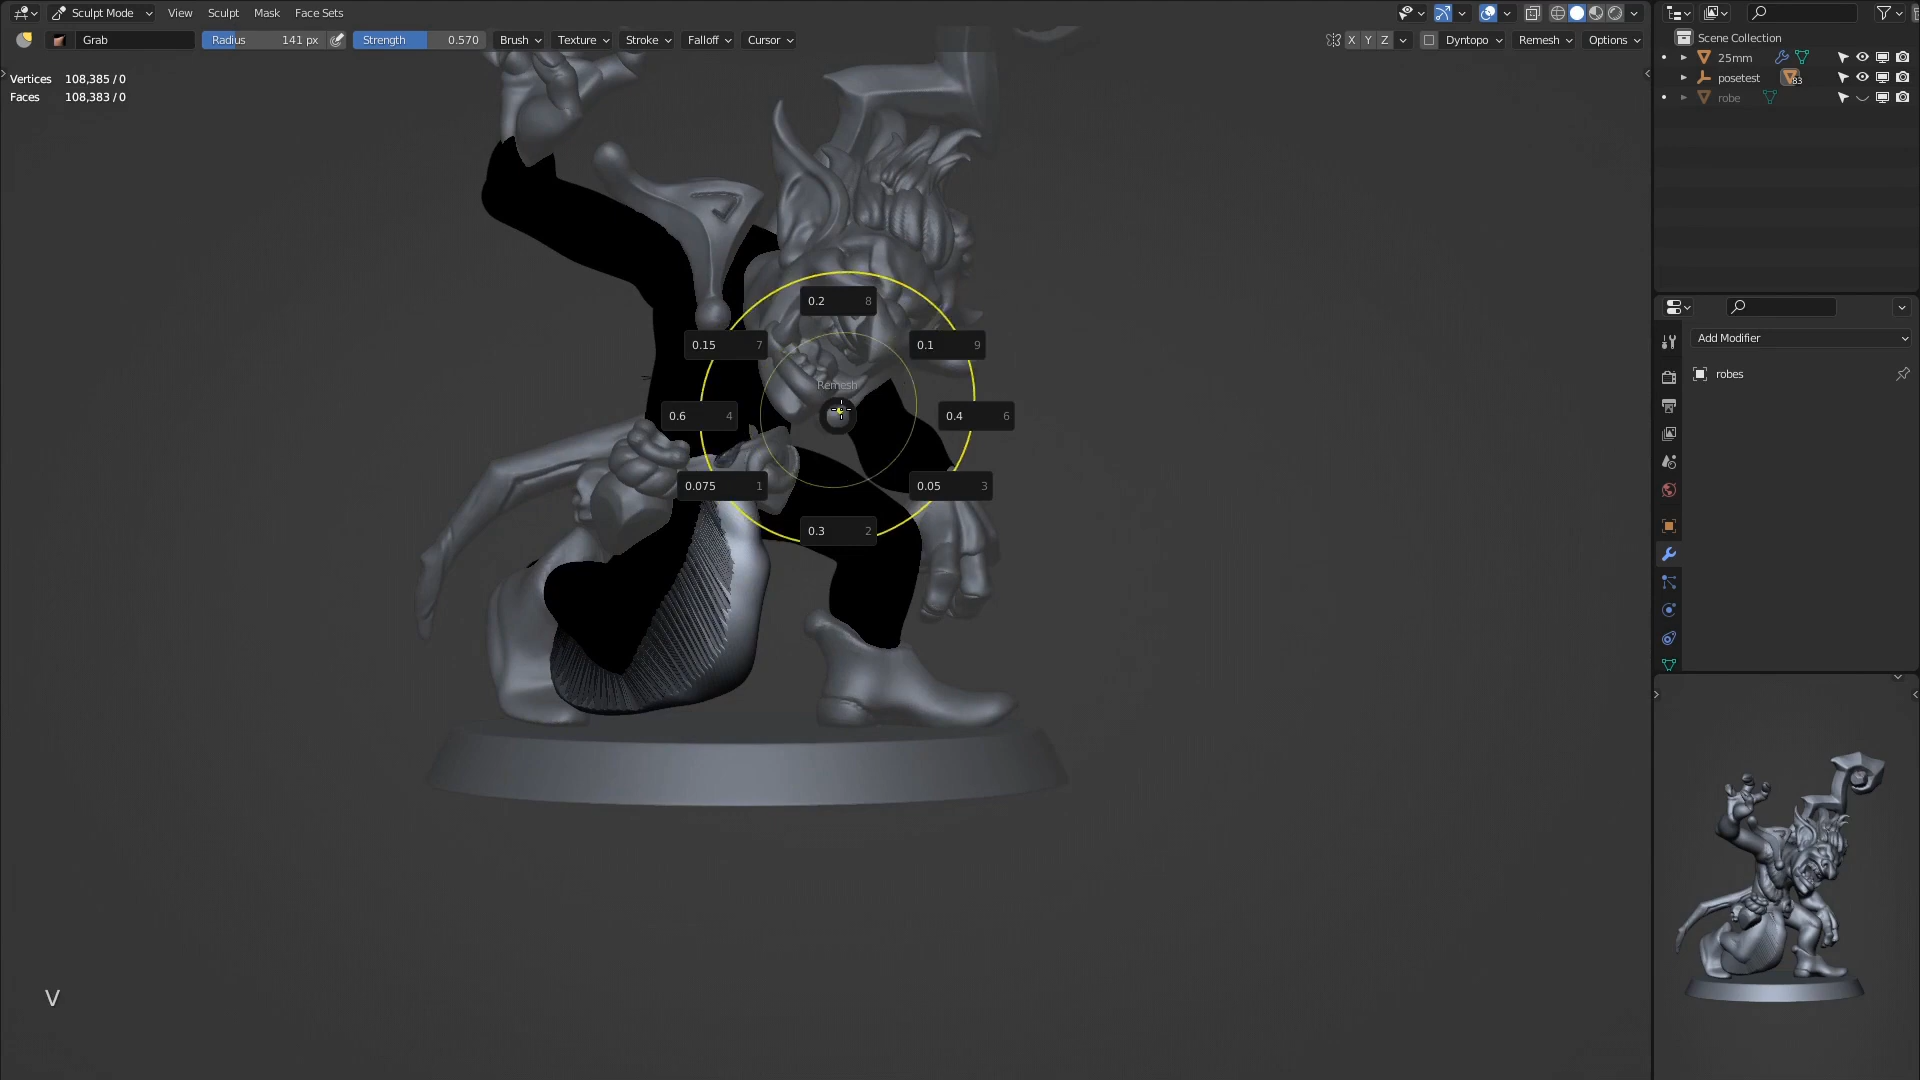 Sculpt Mode View Sculpt Mask Face Sets
Grab Radius 141 px Strength 0.570 Brush Texture Stroke Falloff Cursor X Y Z Dyntopo Remesh Options
Vertices 108,385 / 0
Faces 108,383 / 0
0.2 8
0.15 7
0.1 9
Remesh
0.6 4
0.4 6
0.075 1
0.05 3
0.3 2
V
Scene Collection
25mm
posetest 83
robe
Add Modifier
robes